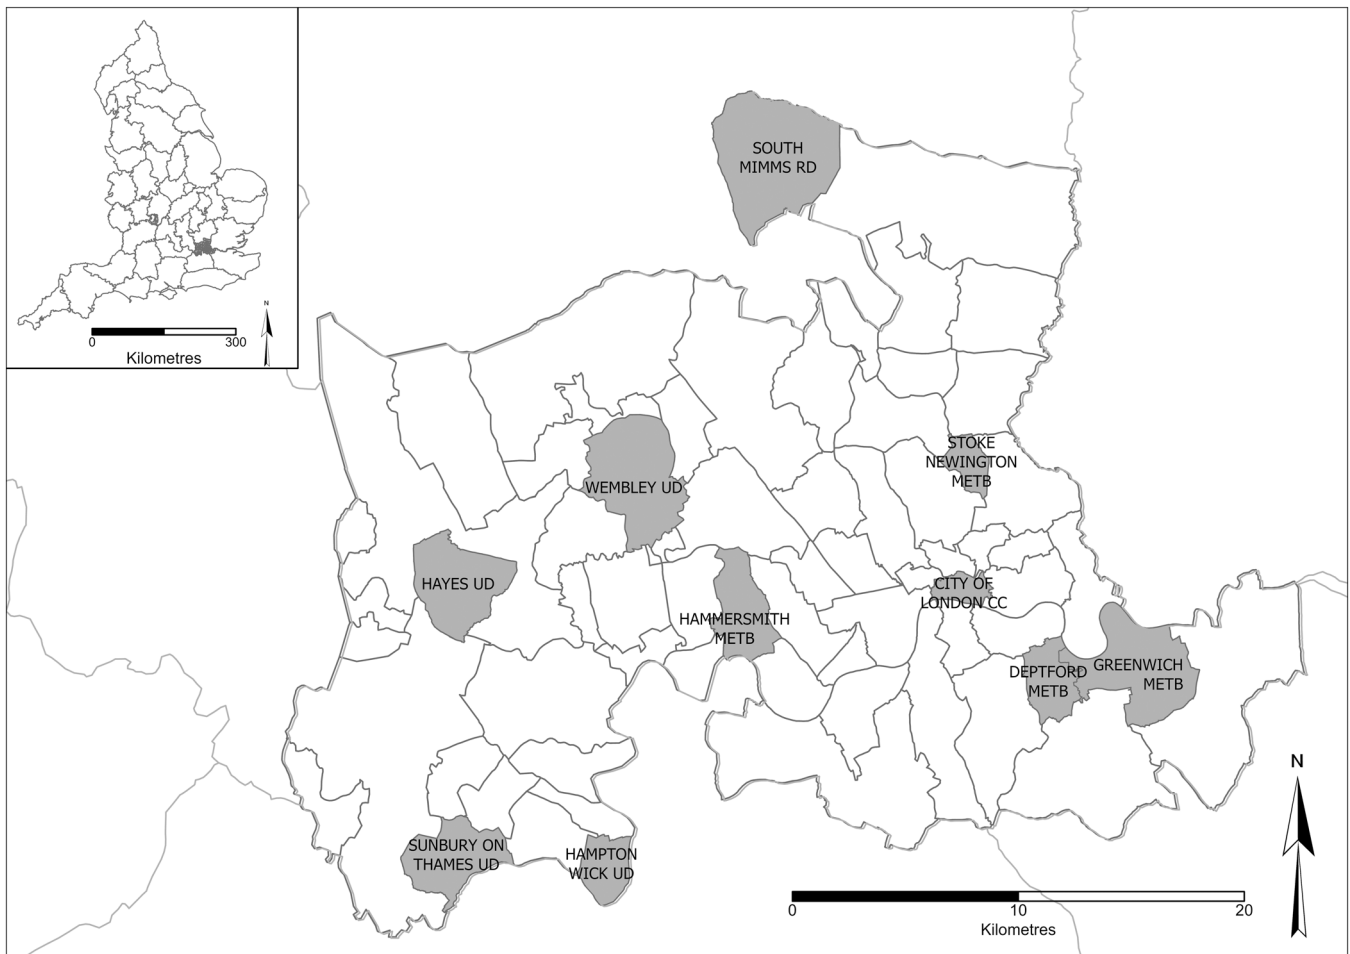 N
0 300
Kilometres
SOUTH
MIMMS RD
STOKE
NEWINGTON
METB
WEMBLEY UD
HAYES UD
CITY OF
LONDON CC
HAMMERSMITH
METB
DEPTFORD
METB
GREENWICH
METB
SUNBURY ON
THAMES UD
HAMPTON
WICK UD
N
0 10 20
Kilometres